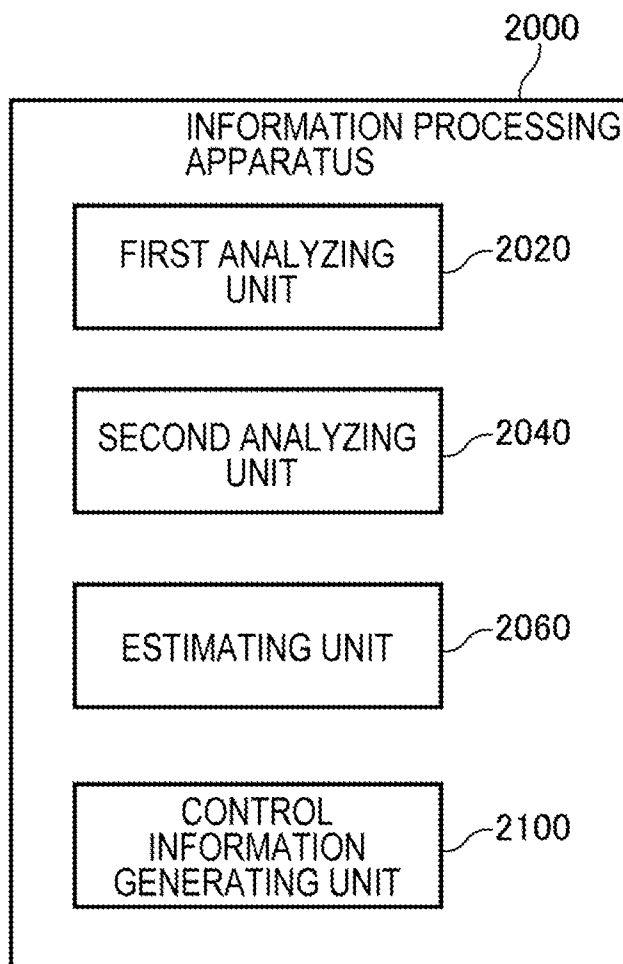 2000
INFORMATION PROCESSING
APPARATUS
FIRST ANALYZING
UNIT
2020
SECOND ANALYZING
UNIT
2040
ESTIMATING UNIT
2060
CONTROL
INFORMATION
GENERATING UNIT
2100